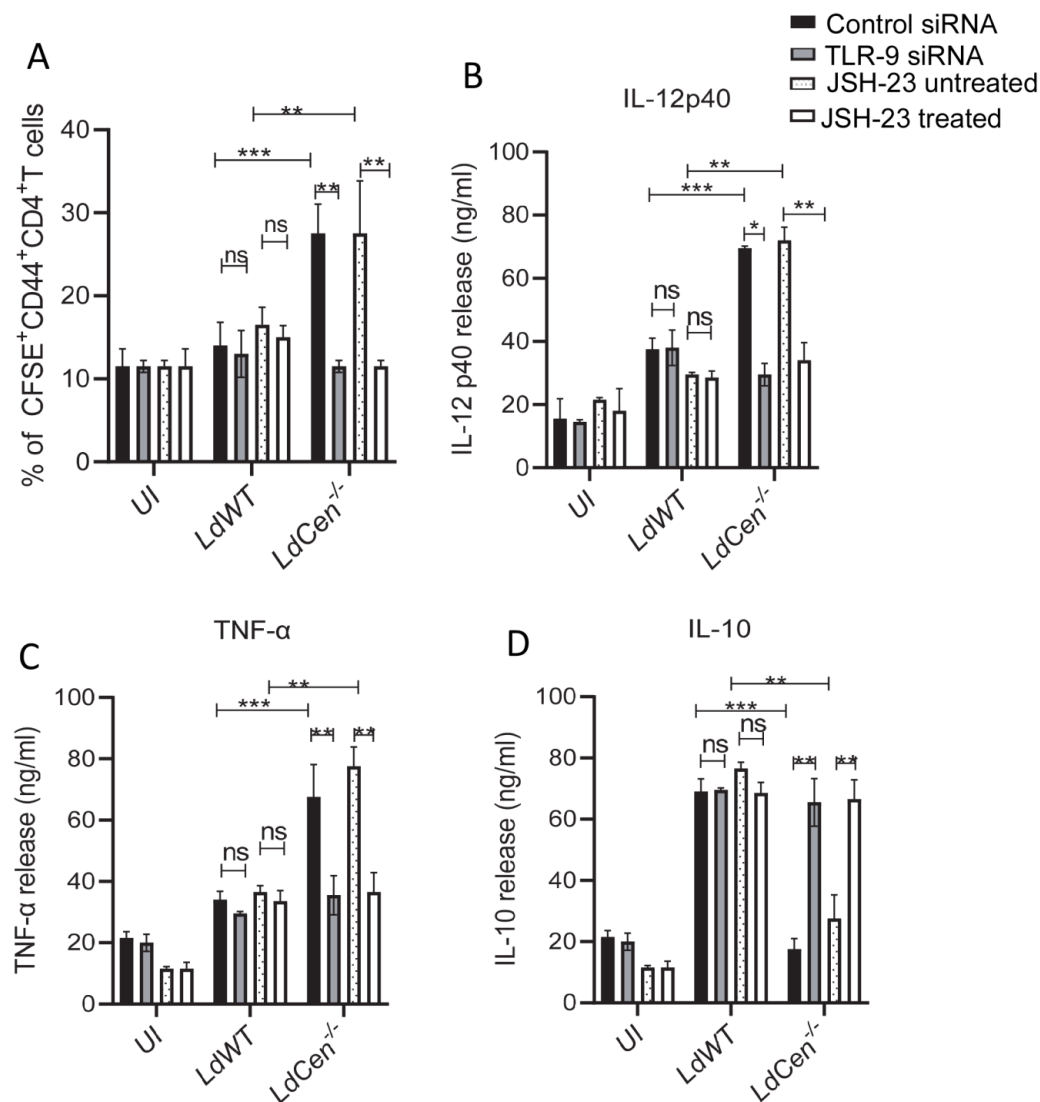 Control siRNA
TLR-9 siRNA
JSH-23 untreated
JSH-23 treated
A
% of CFSE⁺CD44⁺CD4⁺T cells
40
30
20
10
0
**
***
**
**
ns
ns
UI
LdWT
LdCen⁻/⁻
B
IL-12p40
IL-12 p40 release (ng/ml)
100
80
60
40
20
0
**
***
**
*
ns
ns
UI
LdWT
LdCen⁻/⁻
C
TNF-α
TNF-α release (ng/ml)
100
80
60
40
20
0
**
***
**
**
ns
ns
UI
LdWT
LdCen⁻/⁻
D
IL-10
IL-10 release (ng/ml)
100
80
60
40
20
0
**
***
ns
ns
**
**
UI
LdWT
LdCen⁻/⁻